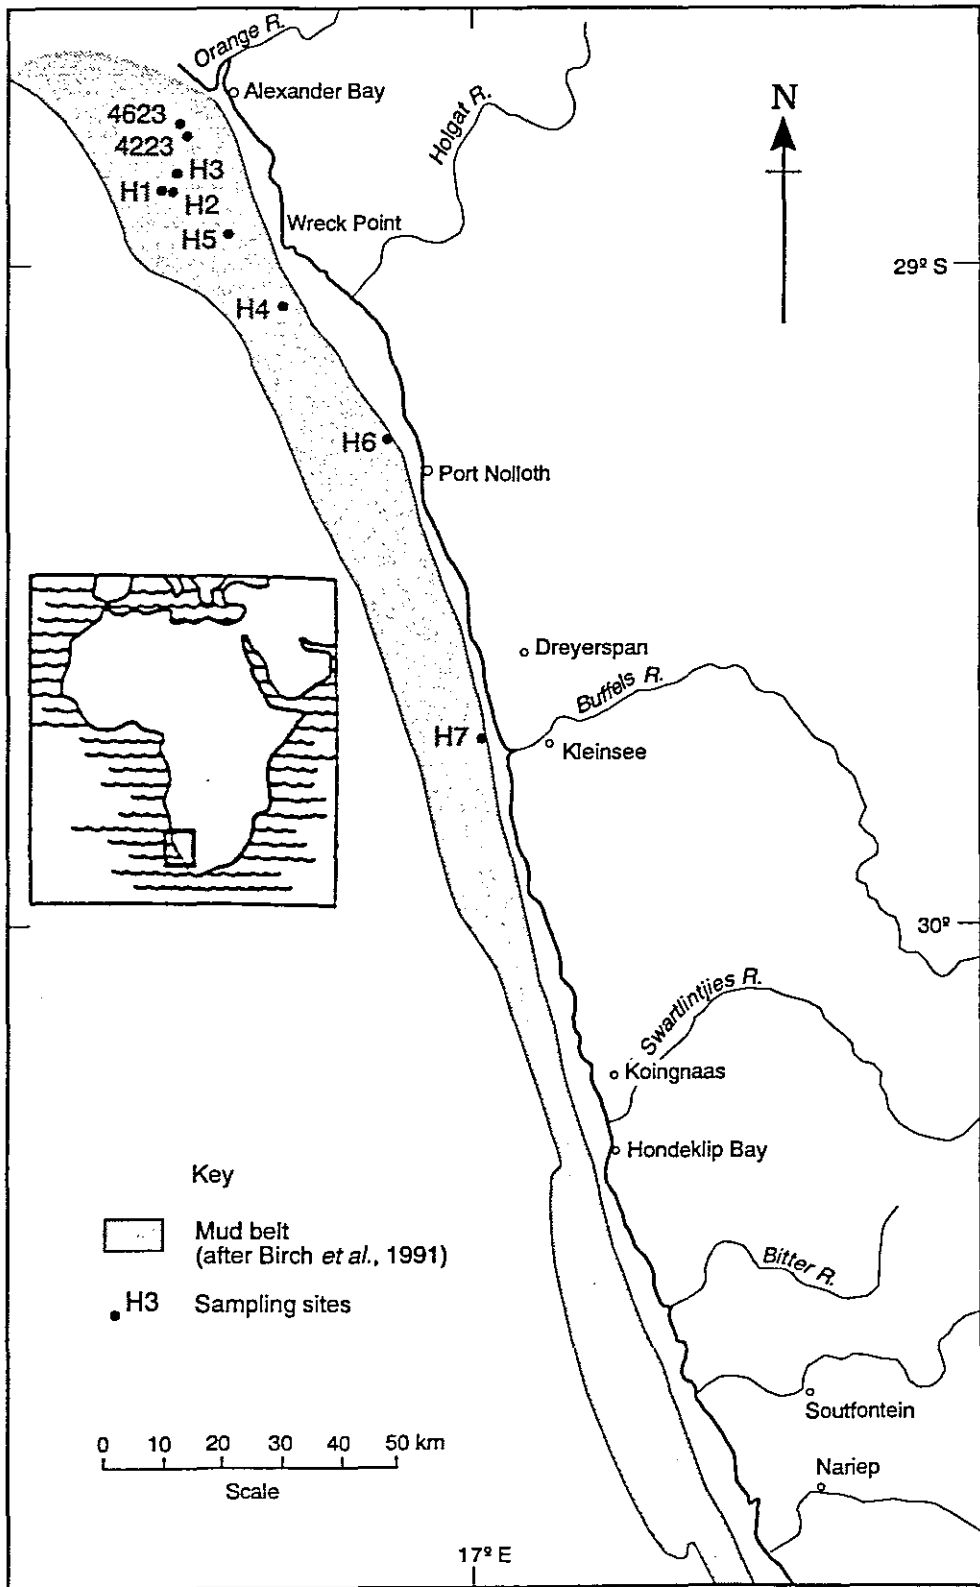 Orange R.
Alexander Bay
4623
4223
Holgat R.
N
H3
H1
H2
Wreck Point
H5
29º S
H4
H6
Port Nolloth
Dreyerspan
Buffels R.
H7
Kleinsee
30º
Swartlintjies R.
Koingnaas
Hondeklip Bay
Key
Mud belt
(after Birch et al., 1991)
H3 Sampling sites
Bitter R.
Soutfontein
0 10 20 30 40 50 km
Scale
Nariep
17º E